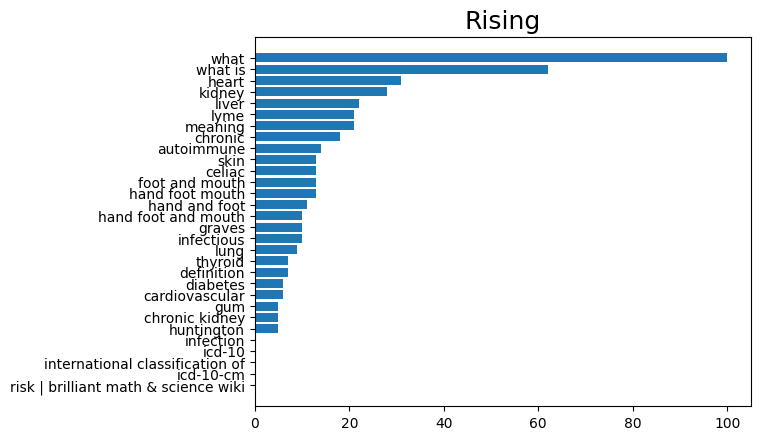 Rising
what
what is
heart
kidney
liver
lyme
meaning
chronic
autoimmune
skin
celiac
foot and mouth
hand foot mouth
hand and foot
hand foot and mouth
graves
infectious
lung
thyroid
definition
diabetes
cardiovascular
gum
chronic kidney
huntington
infection
icd-10
international classification of
icd-10-cm
risk | brilliant math & science wiki
0 20 40 60 80 100